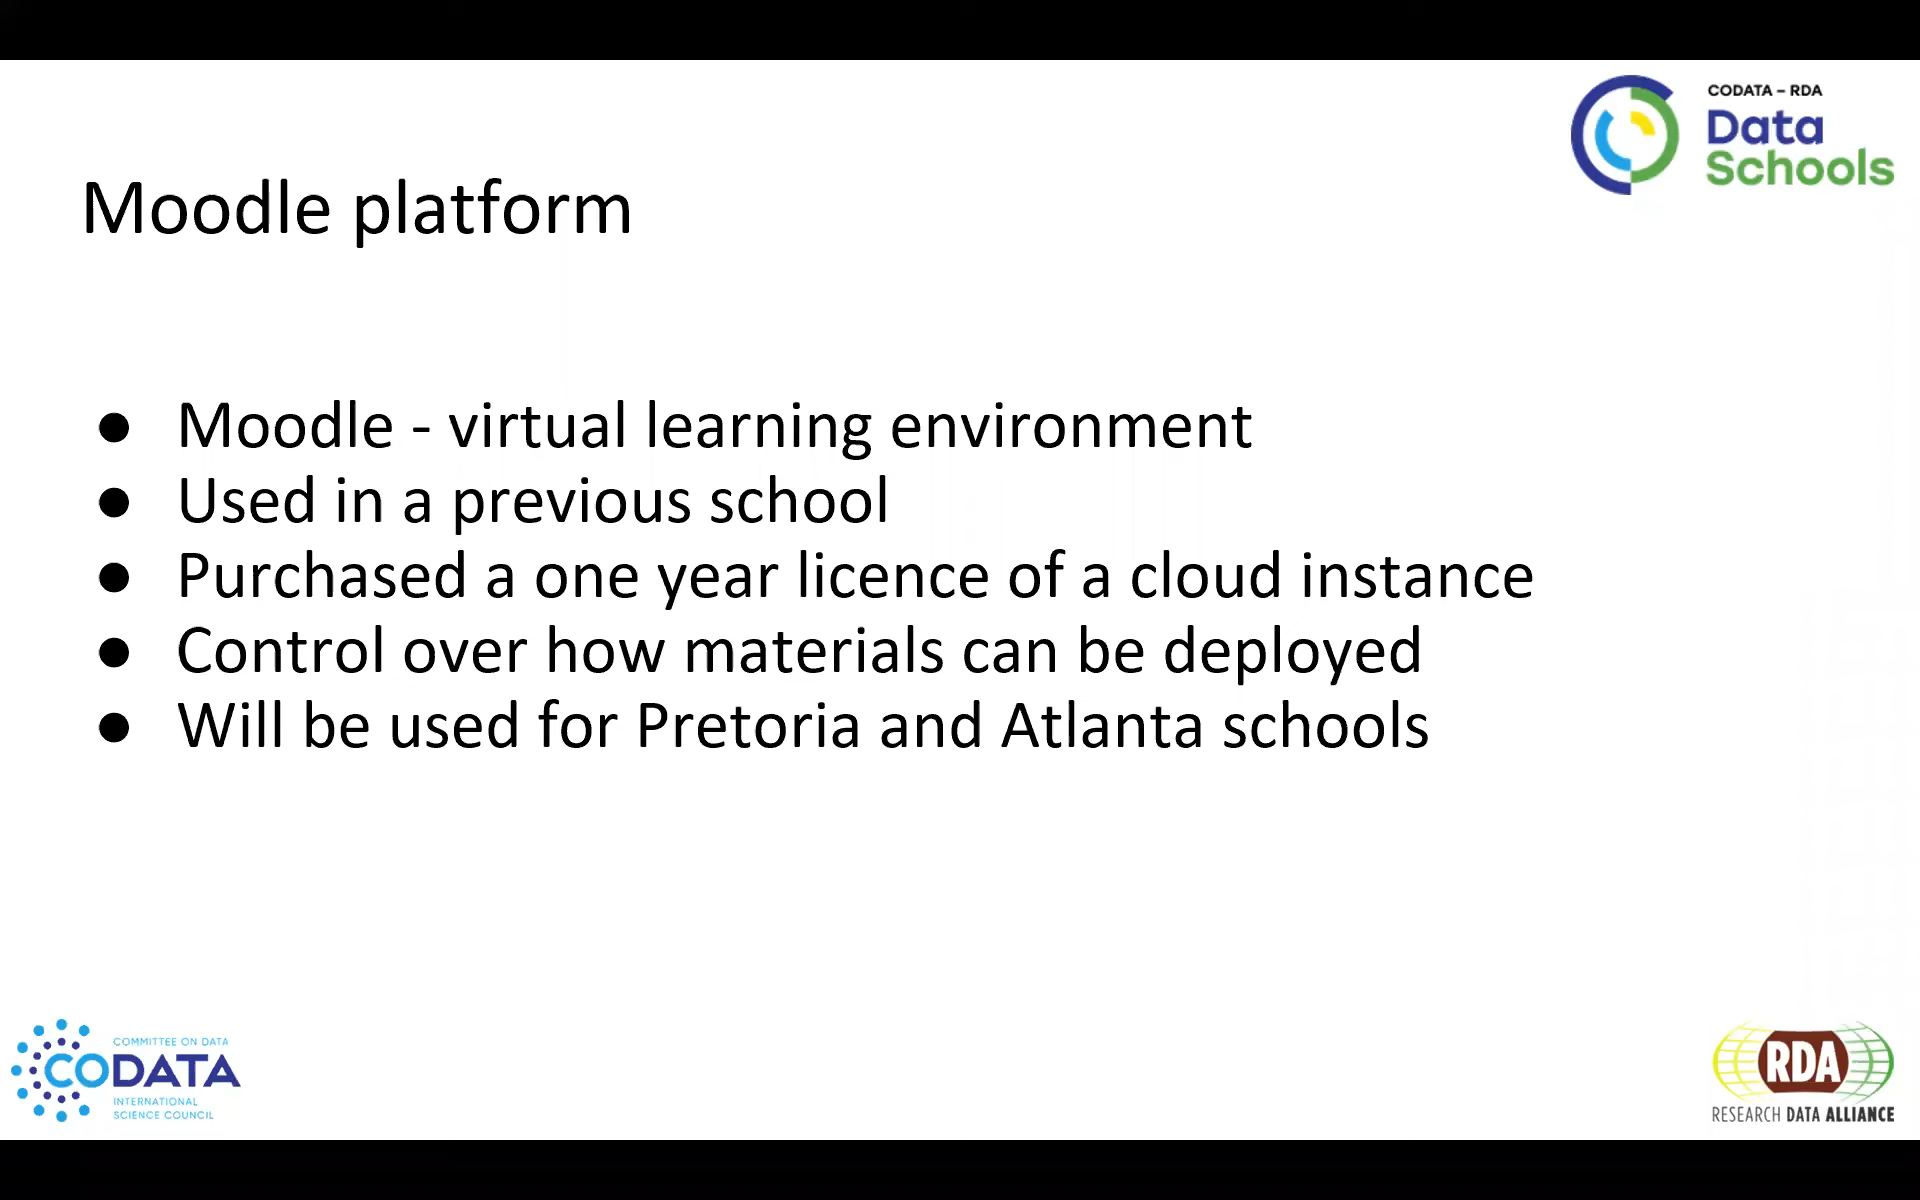 CODATA – RDA
Data
Schools
Moodle platform
● Moodle - virtual learning environment
● Used in a previous school
● Purchased a one year licence of a cloud instance
● Control over how materials can be deployed
● Will be used for Pretoria and Atlanta schools
COMMITTEE ON DATA
CODATA
INTERNATIONAL
SCIENCE COUNCIL
RDA
RESEARCH DATA ALLIANCE